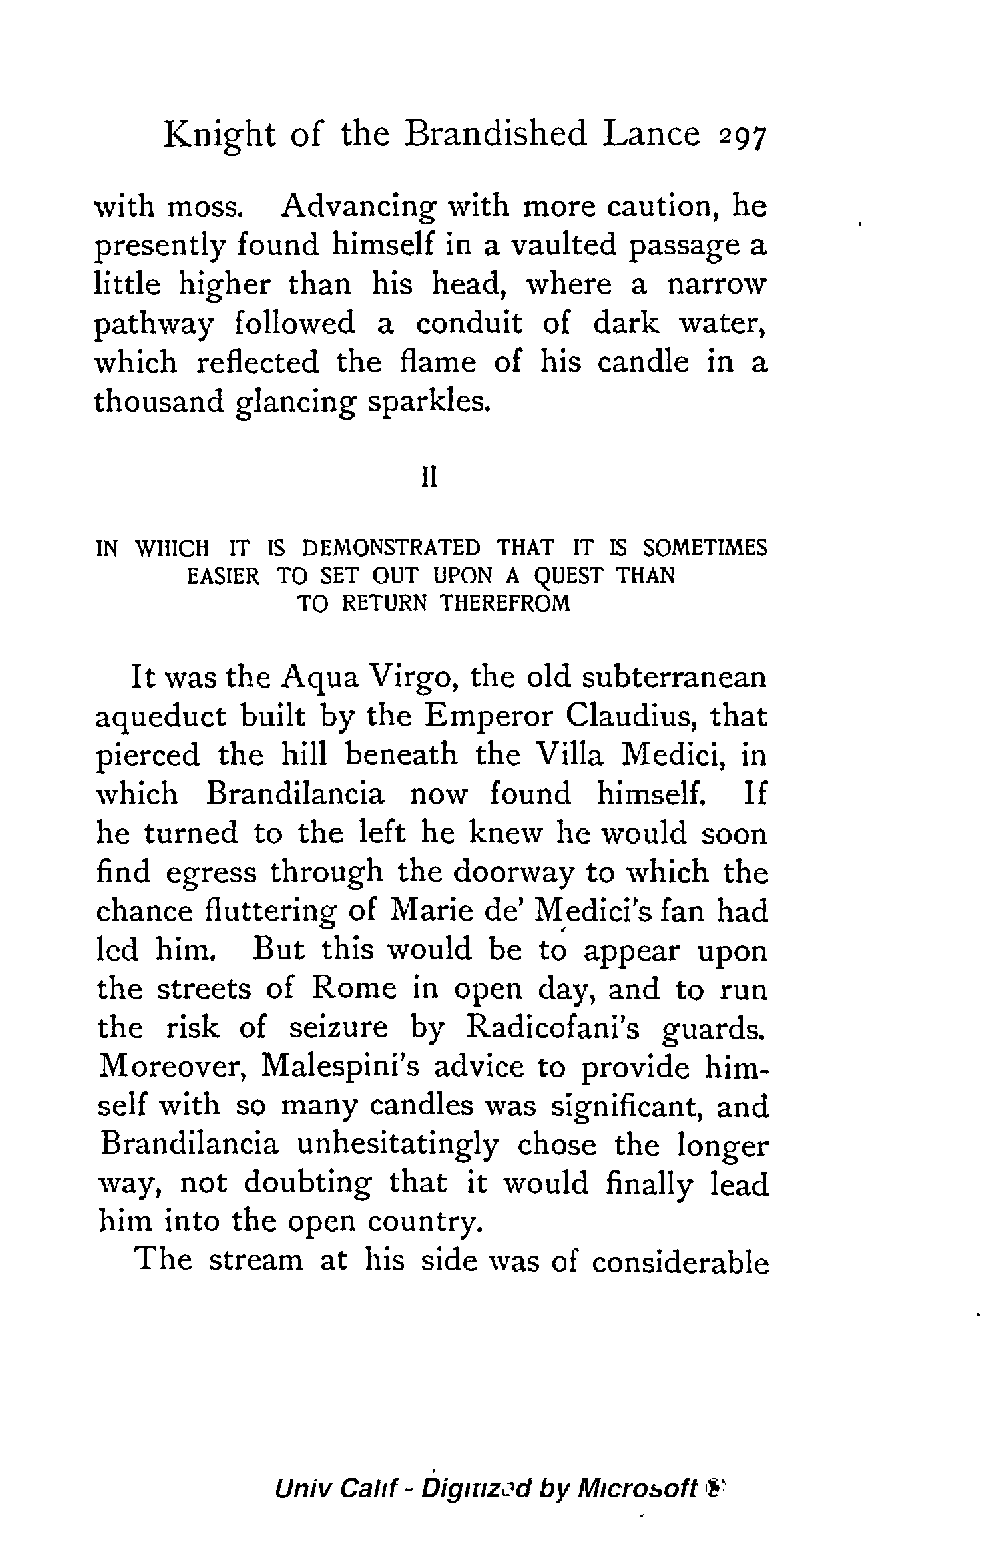 Knight of the Brandished Lance 297
with moss. Advancing with more caution, he
presently found himself in a vaulted passage a
little higher than his head, where a narrow
pathway followed a conduit of dark water,
which reflected the flame of his candle in a
thousand glancing sparkles.
II
IN WHICH IT IS DEMONSTRATED THAT IT IS SOMETIMES
EASIER TO SET OUT UPON A QUEST THAN
TO RETURN THEREFROM
It was the Aqua Virgo, the old subterranean
aqueduct built by the Emperor Claudius, that
pierced the hill beneath the Villa Medici, in
which Brandilancia now found himself. If
he turned to the left he knew he would soon
find egress through the doorway to which the
chance fluttering of Marie de' Medici's fan had
led him. But this would be to appear upon
the streets of Rome in open day, and to run
the risk of seizure by Radicofani's guards.
Moreover, Malespini's advice to provide him-
self with so many candles was significant, and
Brandilancia unhesitatingly chose the longer
way, not doubting that it would finally lead
him into the open country.
The stream at his side was of considerable
Univ Calif - Digitized by Microsoft ®